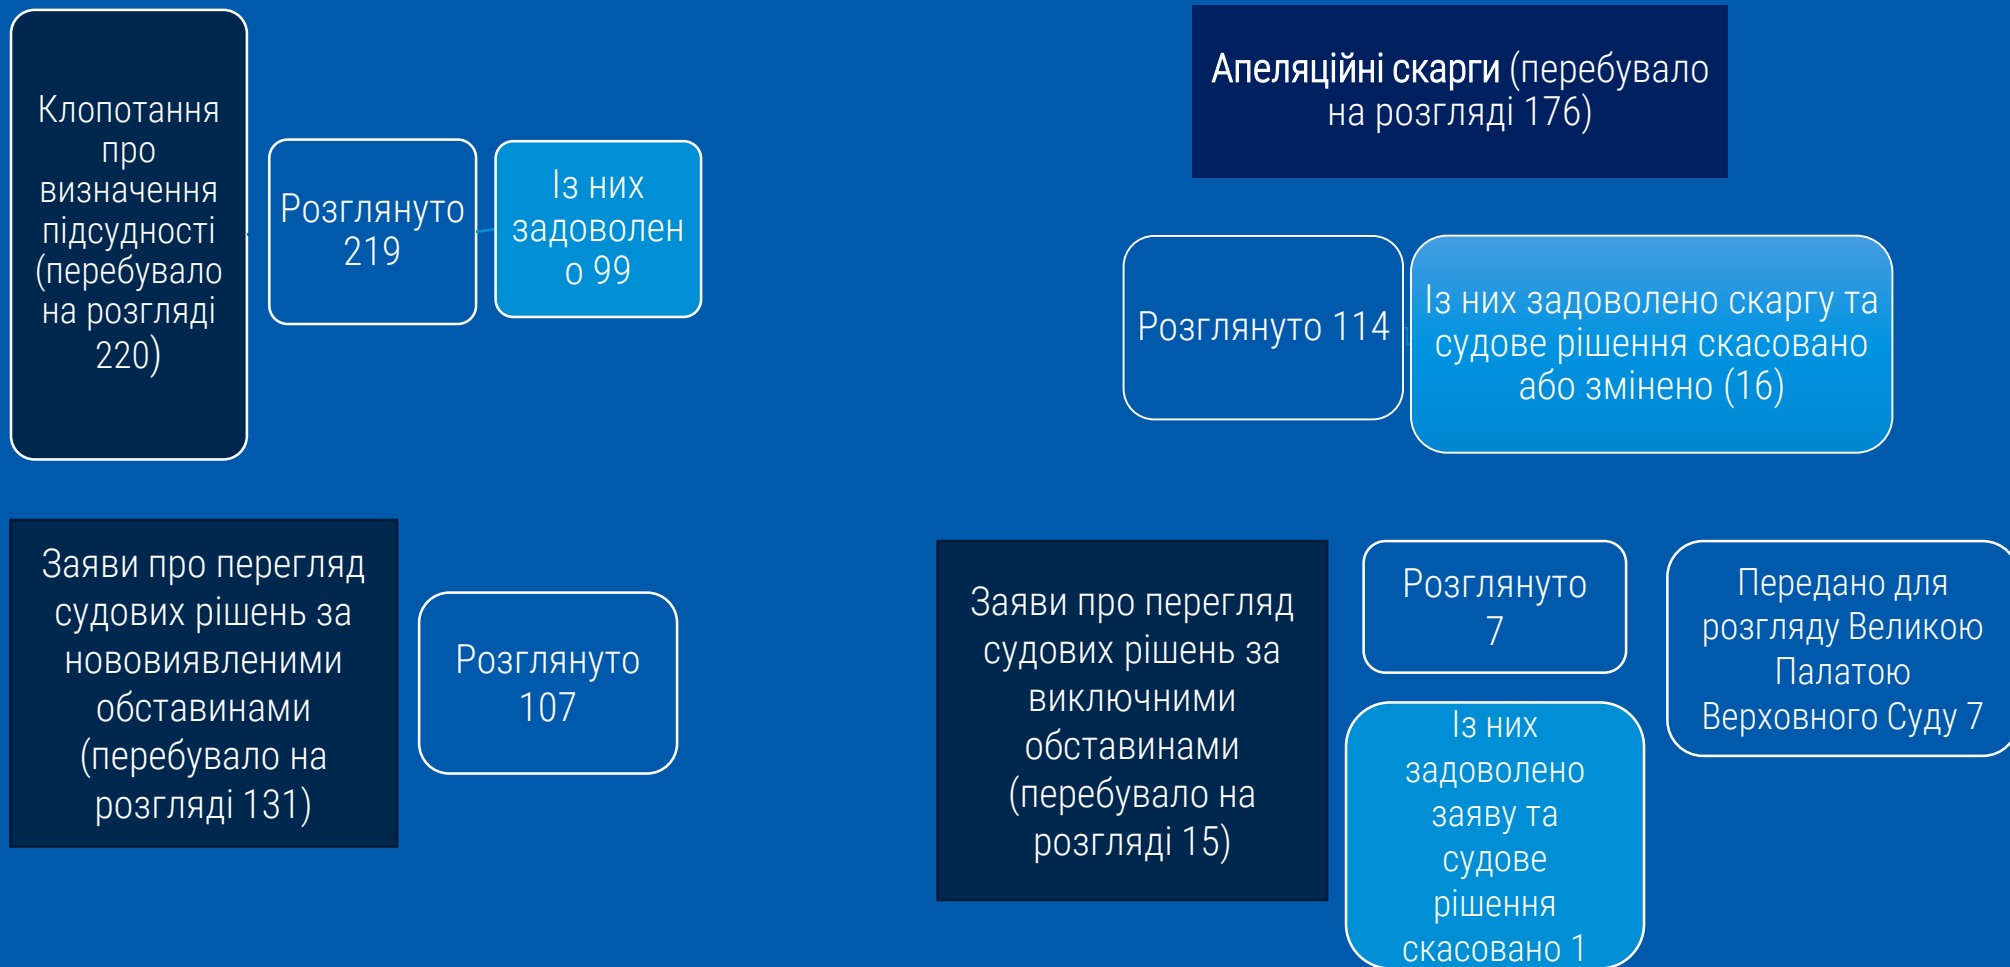 Клопотання
про
визначення
підсудності
(перебувало
на розгляді
220)
Розглянуто
219
Із них
задоволен
о 99
Апеляційні скарги (перебувало
на розгляді 176)
Розглянуто 114
Із них задоволено скаргу та
судове рішення скасовано
або змінено (16)
Заяви про перегляд
судових рішень за
нововиявленими
обставинами
(перебувало на
розгляді 131)
Розглянуто
107
Заяви про перегляд
судових рішень за
виключними
обставинами
(перебувало на
розгляді 15)
Розглянуто
7
Із них
задоволено
заяву та
судове
рішення
скасовано 1
Передано для
розгляду Великою
Палатою
Верховного Суду 7